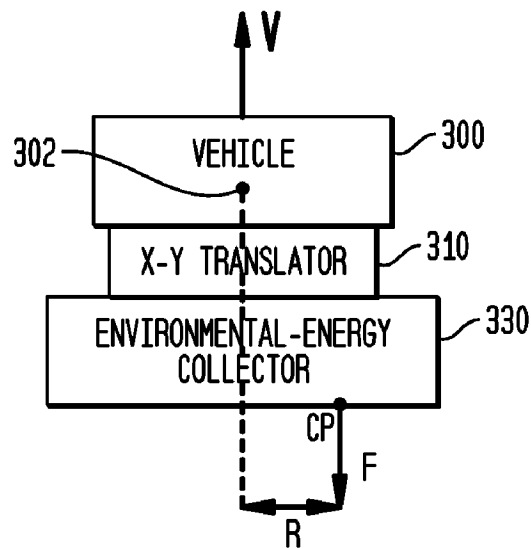 V
VEHICLE
300
302
X-Y TRANSLATOR
310
ENVIRONMENTAL-ENERGY
COLLECTOR
330
CP
F
R